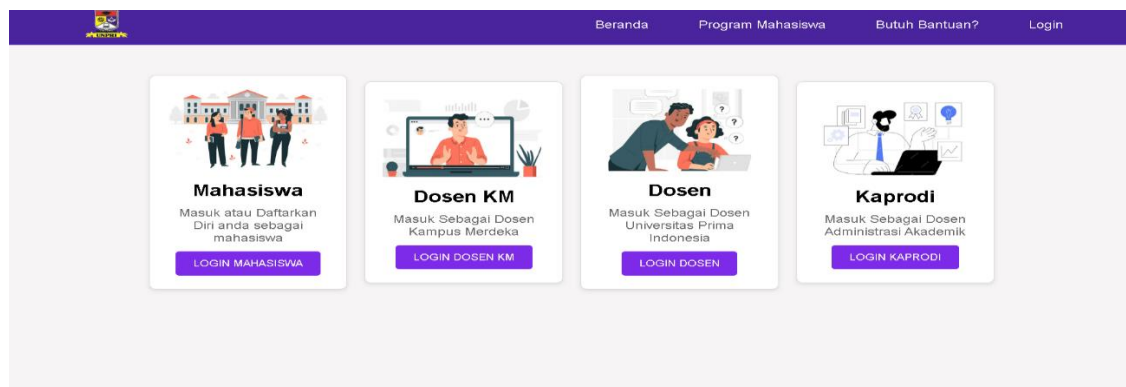 UNPRI
Beranda
Program Mahasiswa
Butuh Bantuan?
Login
Mahasiswa
Masuk atau Daftarkan
Diri anda sebagai
mahasiswa
LOGIN MAHASISWA
Dosen KM
Masuk Sebagai Dosen
Kampus Merdeka
LOGIN DOSEN KM
Dosen
Masuk Sebagai Dosen
Universitas Prima
Indonesia
LOGIN DOSEN
Kaprodi
Masuk Sebagai Dosen
Administrasi Akademik
LOGIN KAPRODI